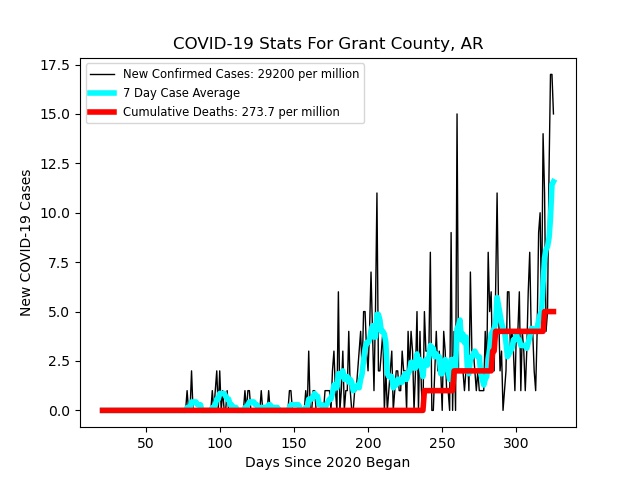 COVID-19 Stats For Grant County, AR
New Confirmed Cases: 29200 per million
7 Day Case Average
Cumulative Deaths: 273.7 per million
New COVID-19 Cases
17.5
15.0
12.5
10.0
7.5
5.0
2.5
0.0
50 100 150 200 250 300
Days Since 2020 Began